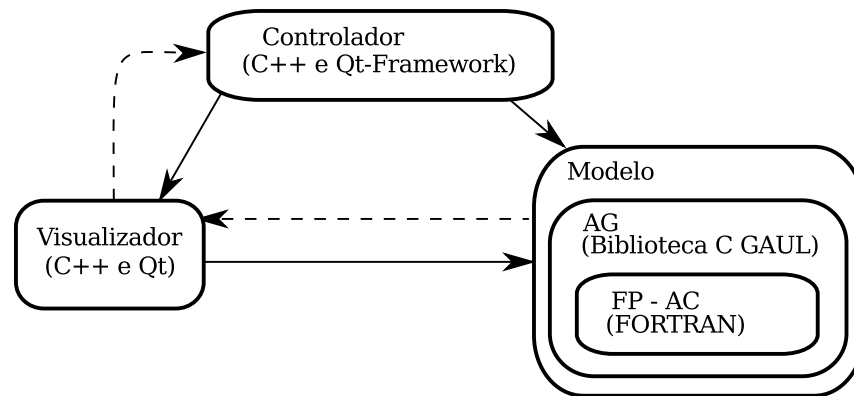 Controlador
(C++ e Qt-Framework)
Modelo
AG
(Biblioteca C GAUL)
Visualizador
(C++ e Qt)
FP - AC
(FORTRAN)